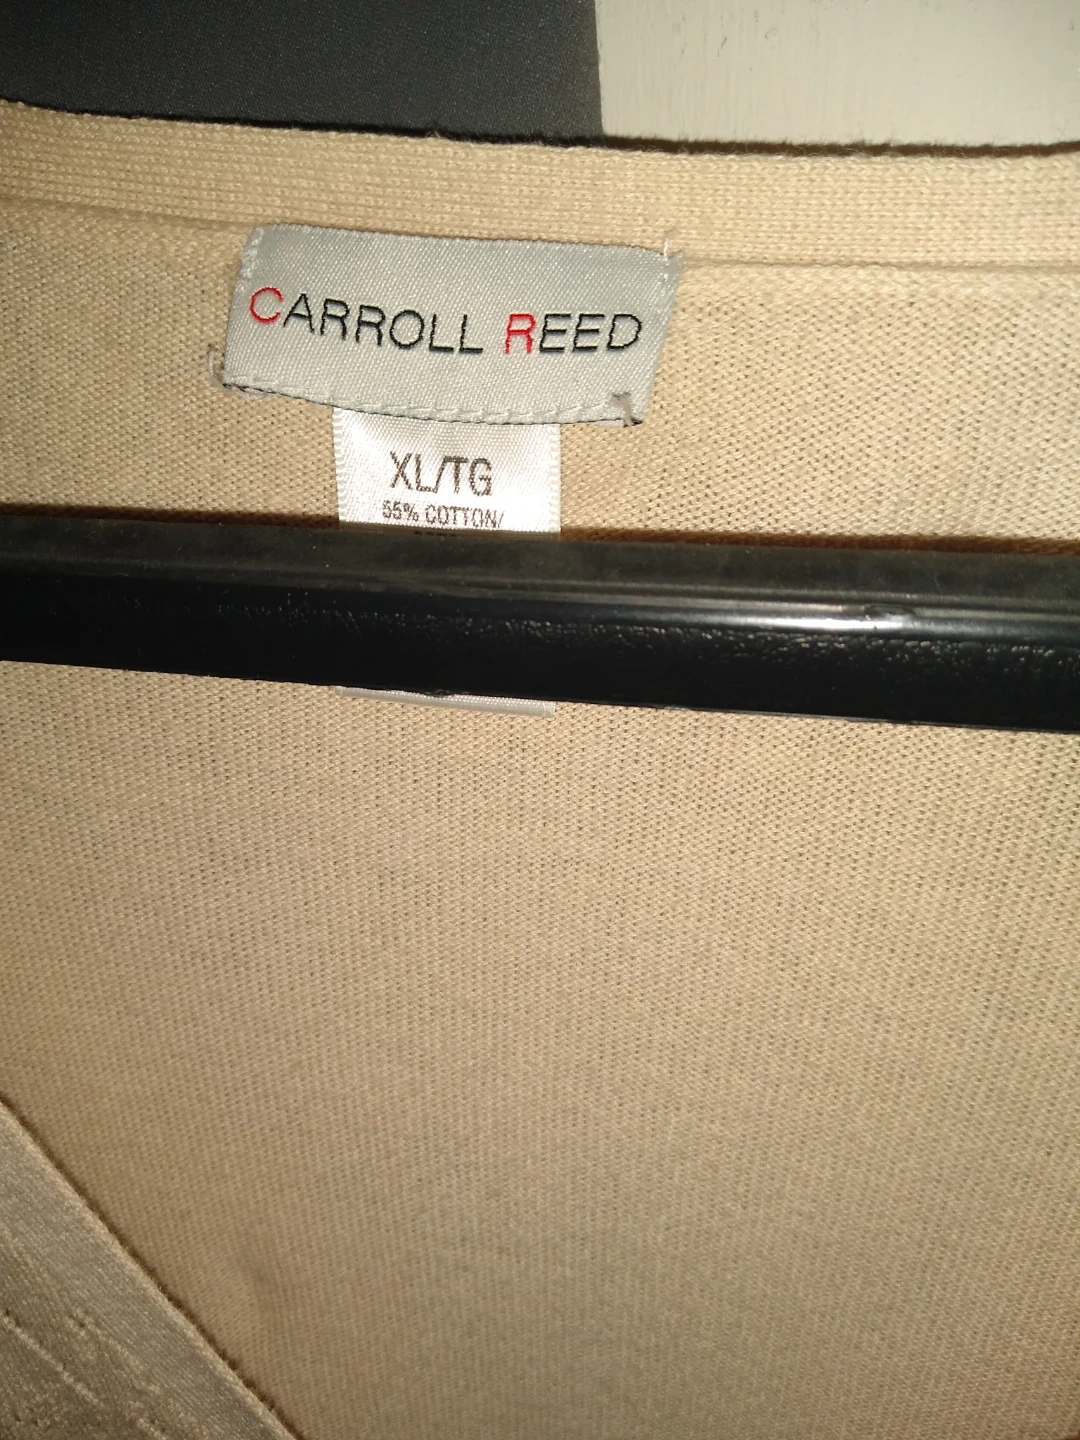 CARROLL REED
XL/TG
55% COTTON/